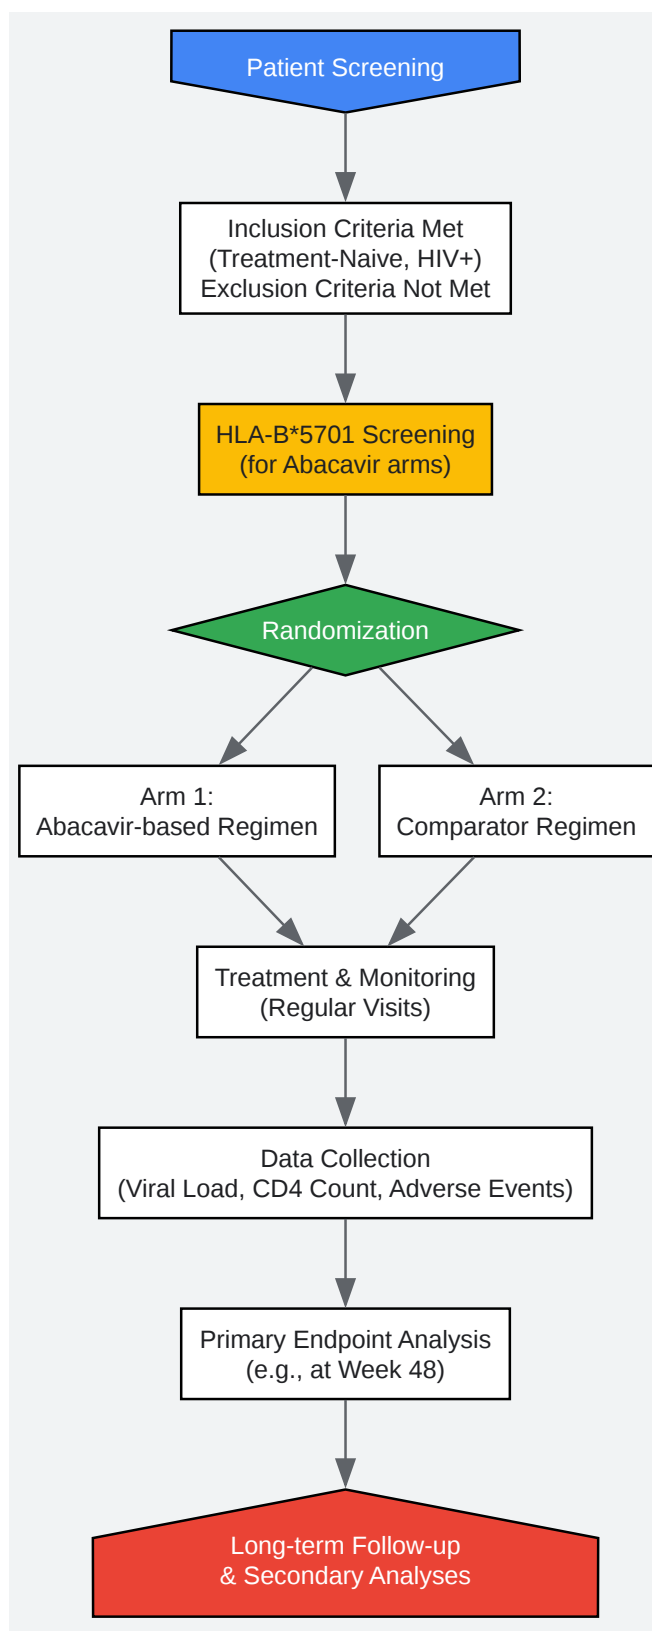 Patient Screening
Inclusion Criteria Met
(Treatment-Naive, HIV+)
Exclusion Criteria Not Met
HLA-B*5701 Screening
(for Abacavir arms)
Randomization
Arm 1:
Abacavir-based Regimen
Arm 2:
Comparator Regimen
Treatment & Monitoring
(Regular Visits)
Data Collection
(Viral Load, CD4 Count, Adverse Events)
Primary Endpoint Analysis
(e.g., at Week 48)
Long-term Follow-up
& Secondary Analyses